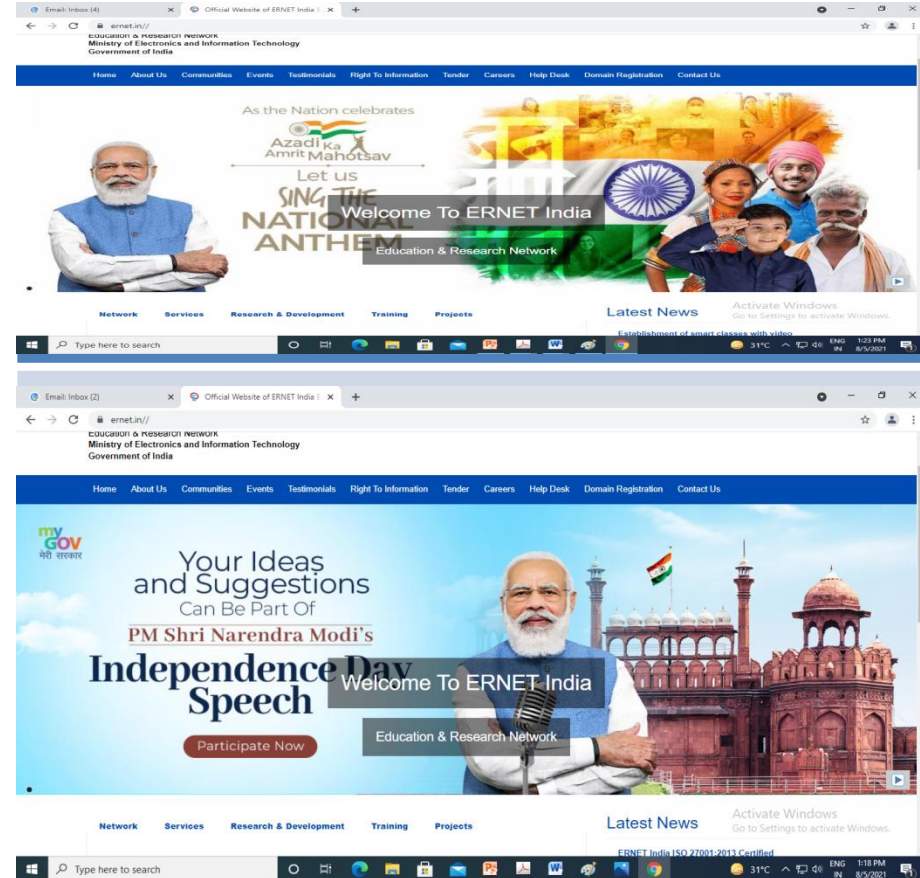 Email: Inbox (4)
Official Website of ERNET India
ernet.in//
Education & Research Network
Ministry of Electronics and Information Technology
Government of India
Home About Us Communities Events Testimonials Right To Information Tender Careers Help Desk Domain Registration Contact Us
As the Nation celebrates
Azadi Ka
Amrit Mahotsav
Let us
SING THE
NATIONAL
ANTHEM
जन
गण
Welcome To ERNET India
Education & Research Network
Network Services Research & Development Training Projects
Latest News
Establishment of smart classes with video
Activate Windows
Go to Settings to activate Windows.
Type here to search
31°C
ENG
IN
1:23 PM
8/5/2021
Email: Inbox (2)
Official Website of ERNET India
ernet.in//
Education & Research Network
Ministry of Electronics and Information Technology
Government of India
Home About Us Communities Events Testimonials Right To Information Tender Careers Help Desk Domain Registration Contact Us
my
GOV
मेरी सरकार
Your Ideas
and Suggestions
Can Be Part Of
PM Shri Narendra Modi's
Independence Day
Speech
Participate Now
Welcome To ERNET India
Education & Research Network
Network Services Research & Development Training Projects
Latest News
ERNET India ISO 27001:2013 Certified
Activate Windows
Go to Settings to activate Windows.
Type here to search
31°C
ENG
IN
1:18 PM
8/5/2021